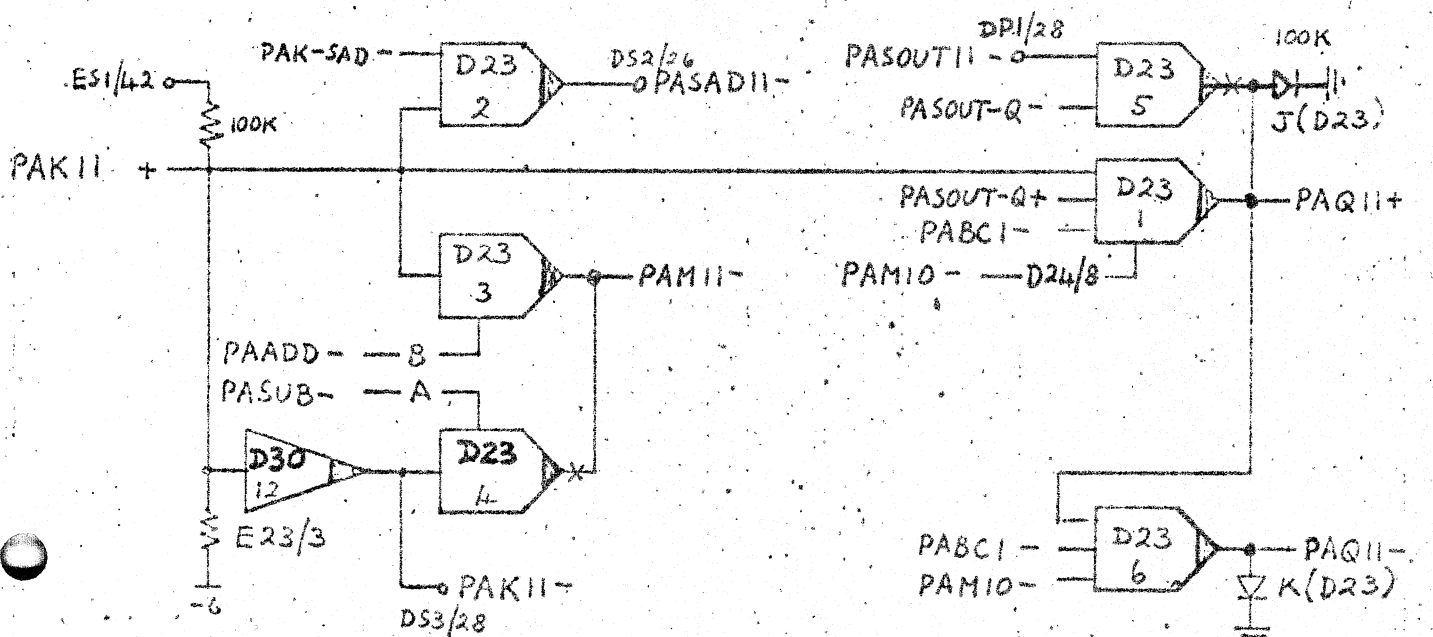 ES1/42
100K
PAK11 +
PAK-SAD-
D23
2
DS2/26
PASAD11-
D23
3
PAM11-
PAADD- B
PASUB- A
D30
12
D23
4
E23/3
-6
PAK11-
DS3/28
DP1/28
PASOUT11-
PASOUT-Q-
D23
5
100K
J(D23)
PASOUT-Q+
PABC1-
D23
1
PAQ11+
PAM10- D24/8
PABC1-
PAM10-
D23
6
PAQ11-
K(D23)